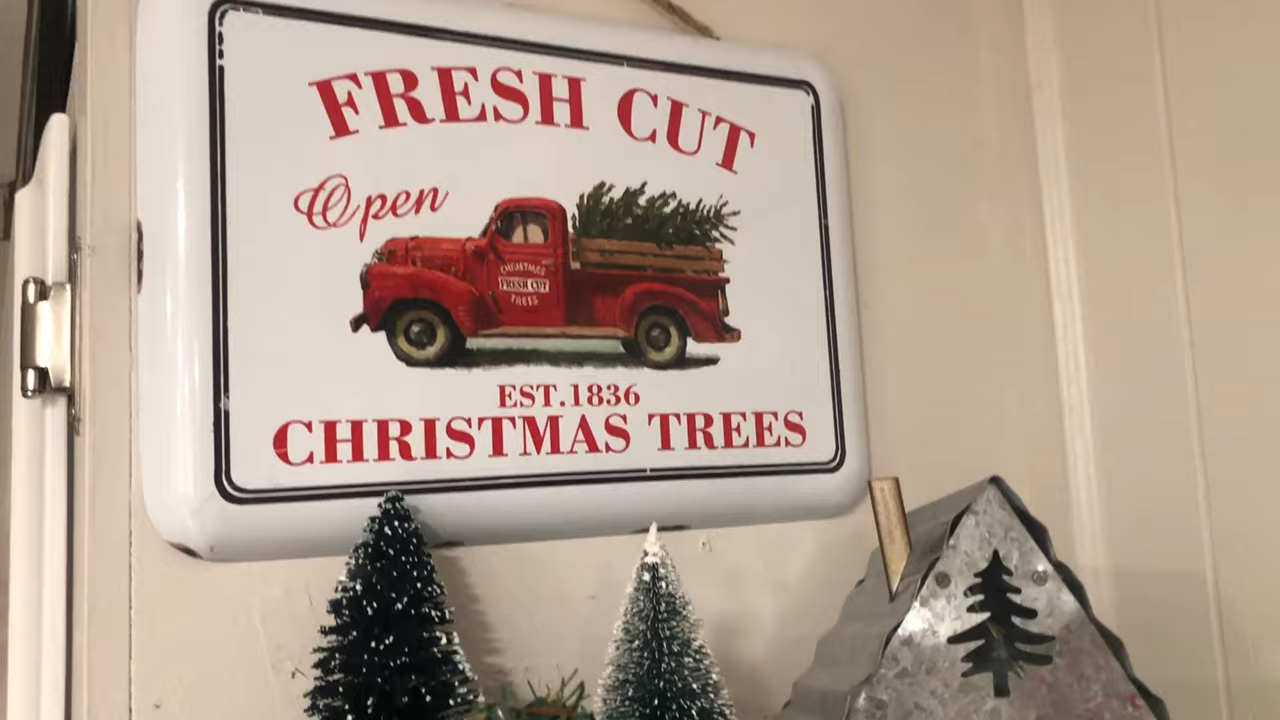 FRESH CUT
Open
CHRISTMAS
FRESH CUT
TREES
EST.1836
CHRISTMAS TREES